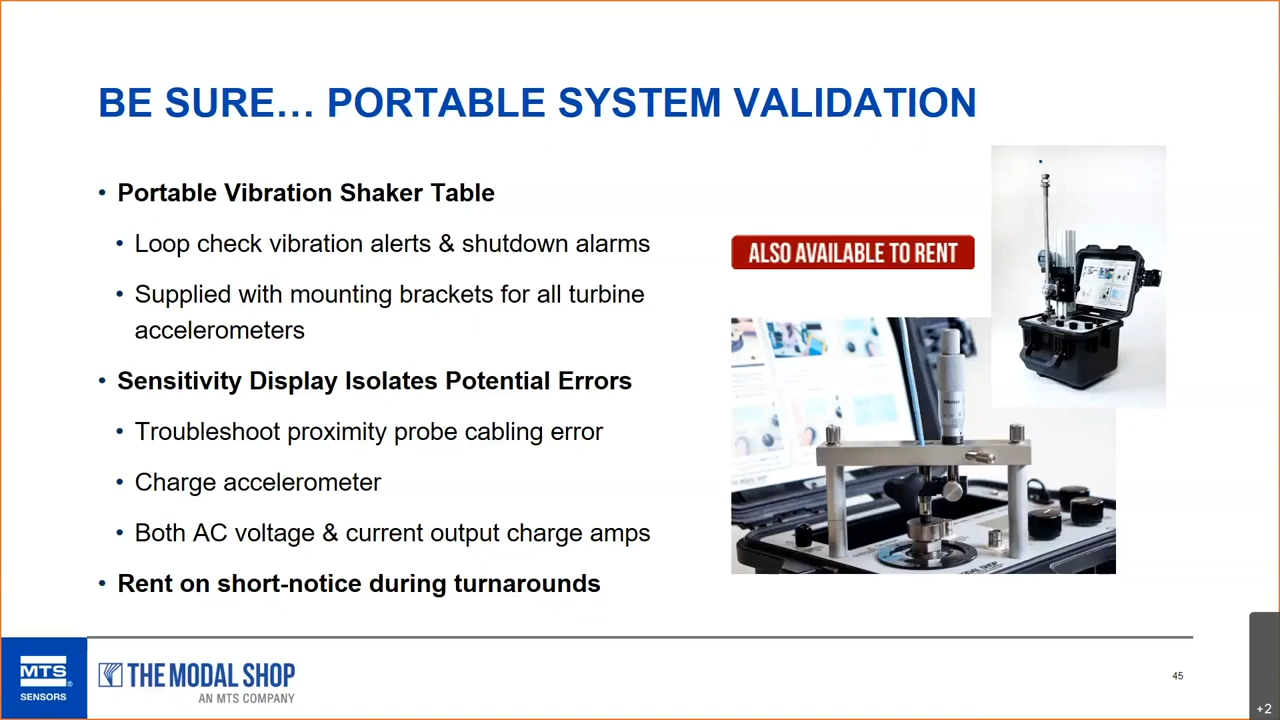 BE SURE… PORTABLE SYSTEM VALIDATION
• Portable Vibration Shaker Table
• Loop check vibration alerts & shutdown alarms
• Supplied with mounting brackets for all turbine
accelerometers
• Sensitivity Display Isolates Potential Errors
• Troubleshoot proximity probe cabling error
• Charge accelerometer
• Both AC voltage & current output charge amps
• Rent on short-notice during turnarounds
ALSO AVAILABLE TO RENT
Mitutoyo
MODAL SHOP
MTS®
SENSORS
THE MODAL SHOP
AN MTS COMPANY
45
+2